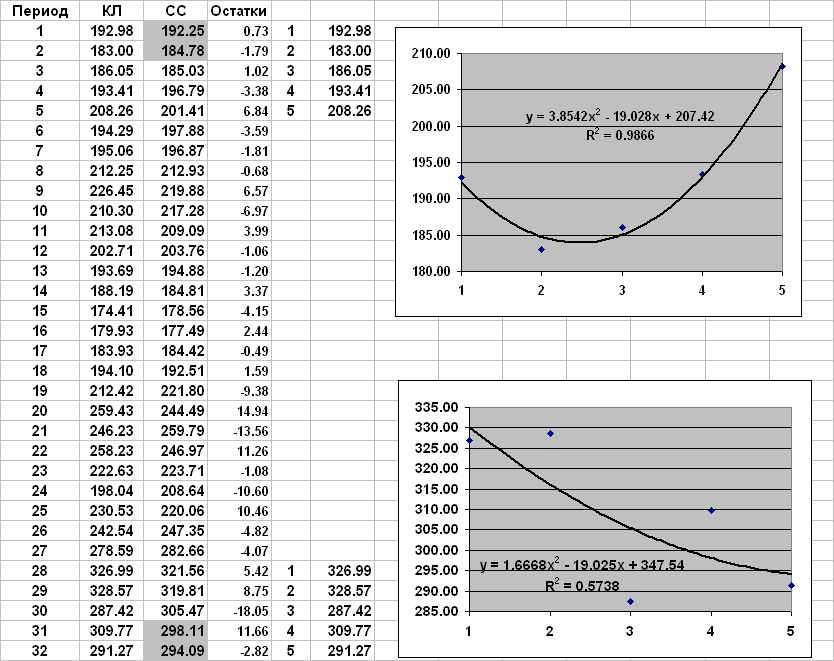 Период КЛ СС Остатки
1 192.98 192.25 0.73 1 192.98
2 183.00 184.78 -1.79 2 183.00
3 186.05 185.03 1.02 3 186.05
4 193.41 196.79 -3.38 4 193.41
5 208.26 201.41 6.84 5 208.26
6 194.29 197.88 -3.59
7 195.06 196.87 -1.81
8 212.25 212.93 -0.68
9 226.45 219.88 6.57
10 210.30 217.28 -6.97
11 213.08 209.09 3.99
12 202.71 203.76 -1.06
13 193.69 194.88 -1.20
14 188.19 184.81 3.37
15 174.41 178.56 -4.15
16 179.93 177.49 2.44
17 183.93 184.42 -0.49
18 194.10 192.51 1.59
19 212.42 221.80 -9.38
20 259.43 244.49 14.94
21 246.23 259.79 -13.56
22 258.23 246.97 11.26
23 222.63 223.71 -1.08
24 198.04 208.64 -10.60
25 230.53 220.06 10.46
26 242.54 247.35 -4.82
27 278.59 282.66 -4.07
28 326.99 321.56 5.42 1 326.99
29 328.57 319.81 8.75 2 328.57
30 287.42 305.47 -18.05 3 287.42
31 309.77 298.11 11.66 4 309.77
32 291.27 294.09 -2.82 5 291.27
210.00
205.00
200.00
195.00
190.00
185.00
180.00
y = 3.8542x² - 19.028x + 207.42
R² = 0.9866
1 2 3 4 5
335.00
330.00
325.00
320.00
315.00
310.00
305.00
300.00
295.00
290.00
285.00
y = 1.6668x² - 19.025x + 347.54
R² = 0.5738
1 2 3 4 5